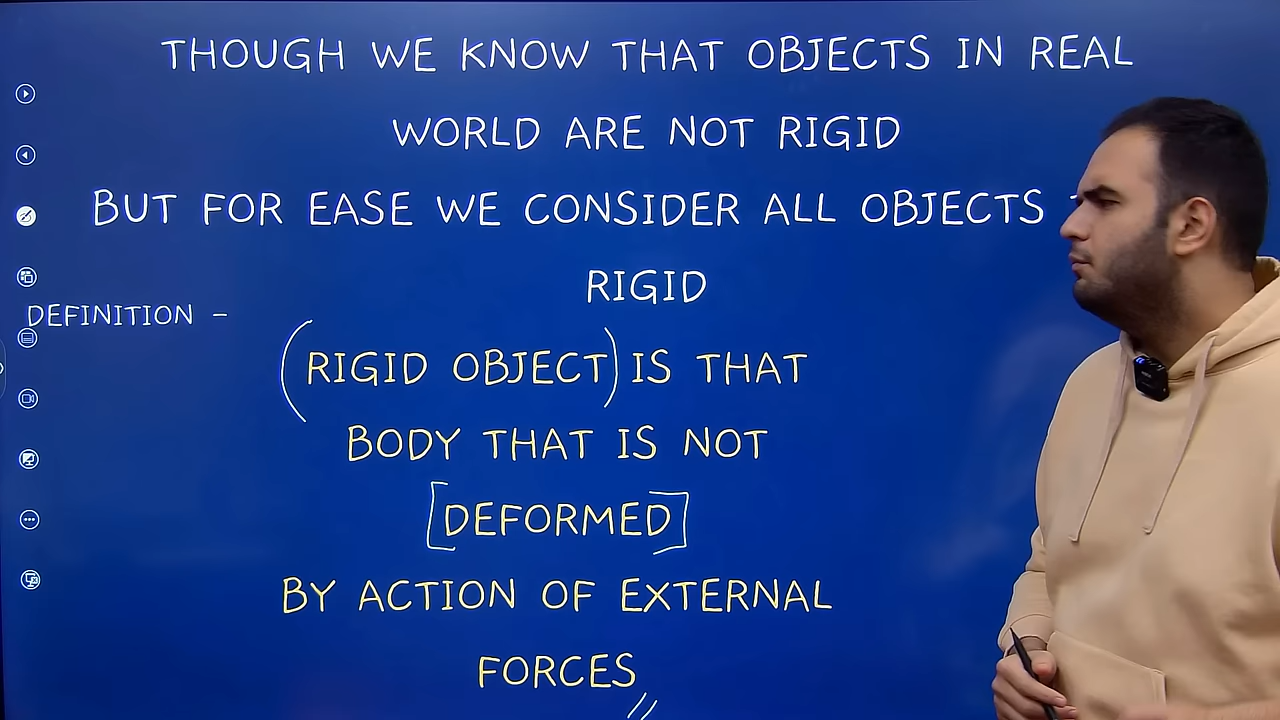 THOUGH WE KNOW THAT OBJECTS IN REAL
WORLD ARE NOT RIGID
BUT FOR EASE WE CONSIDER ALL OBJECTS
RIGID
DEFINITION -
(RIGID OBJECT) IS THAT
BODY THAT IS NOT
[DEFORMED]
BY ACTION OF EXTERNAL
FORCES